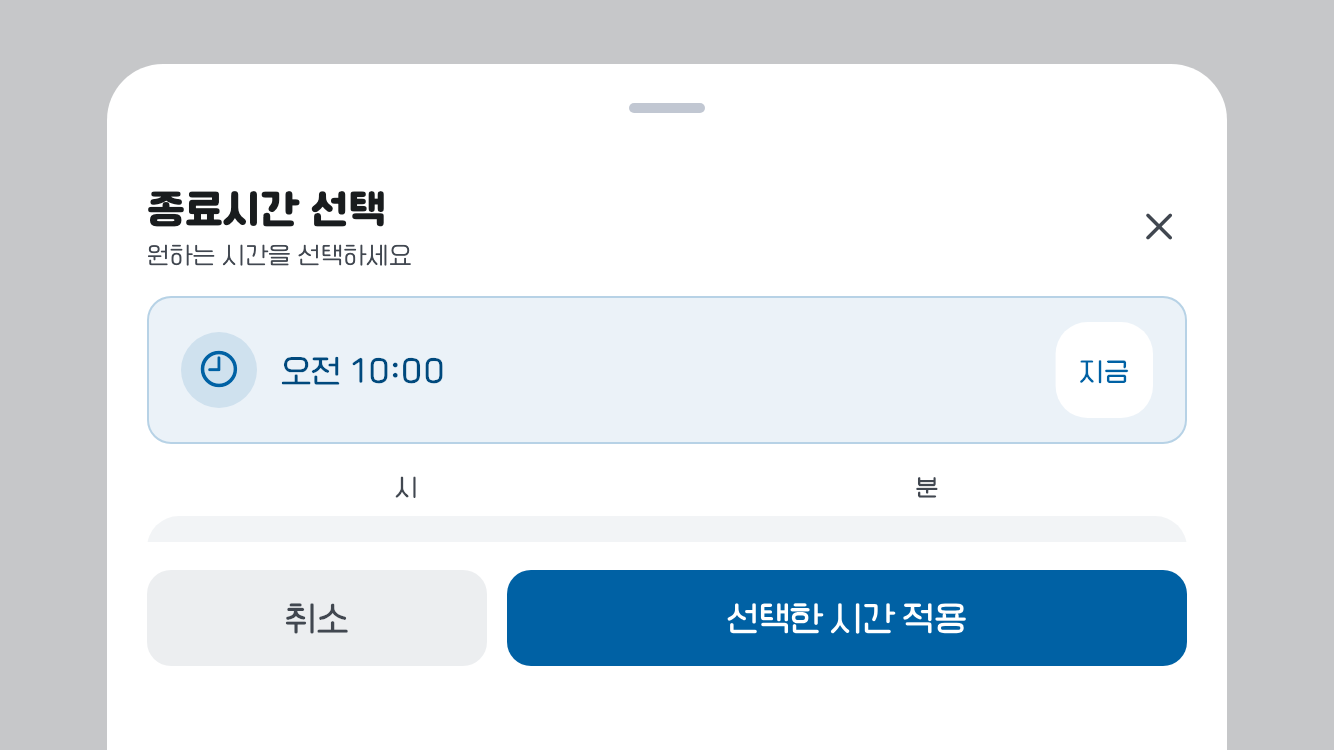 종료시간 선택
원하는 시간을 선택하세요
오전 10:00
지금
시
분
취소
선택한 시간 적용